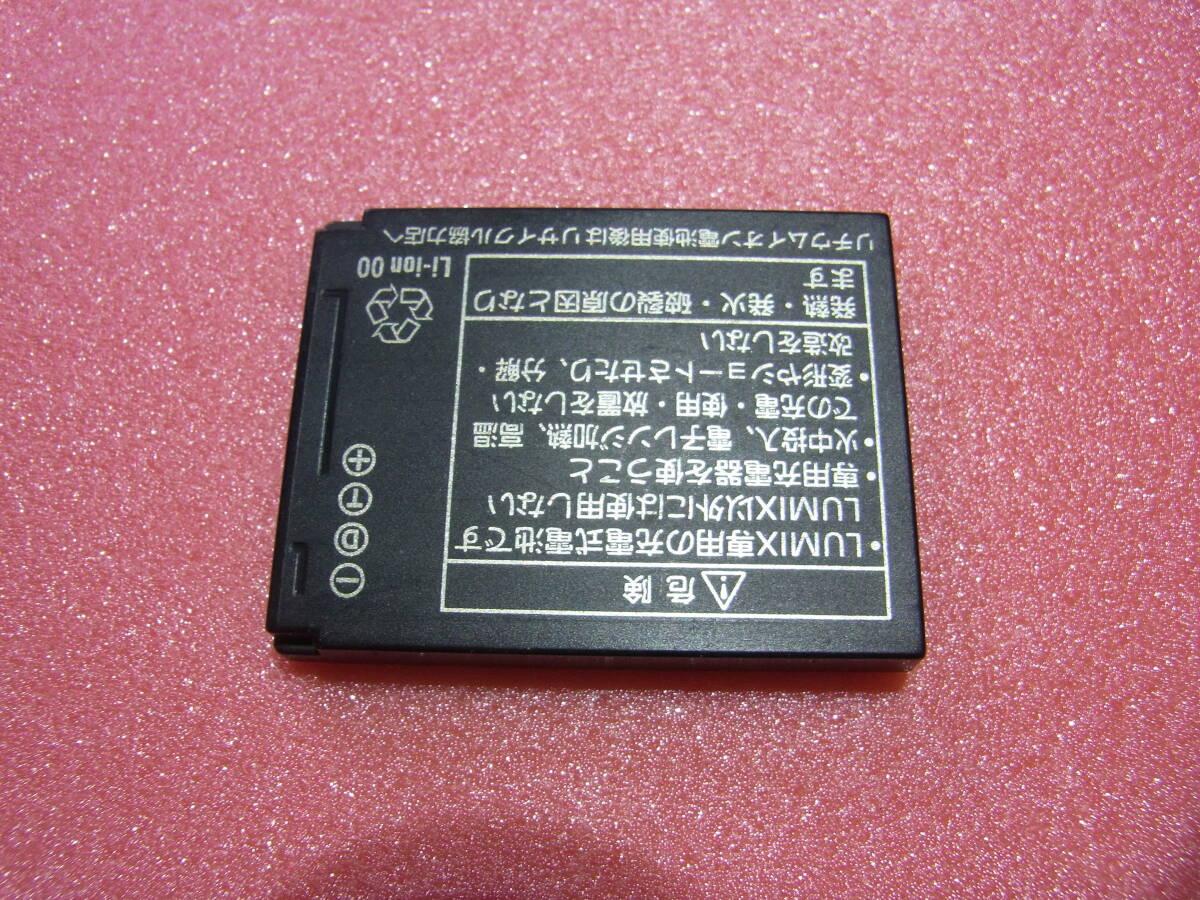 ⚠危険
・LUMIX専用の充電式電池です
LUMIX以外には使用しない
・専用充電器を使うこと
・火中投入、電子レンジ加熱、高温
での充電・使用・放置をしない
・変形やショートさせたり、分解・
改造をしない
発熱・発火・破裂の原因となり
ます
リチウムイオン電池使用後はリサイクル協力店へ
Li-ion 00
－
D
T
＋